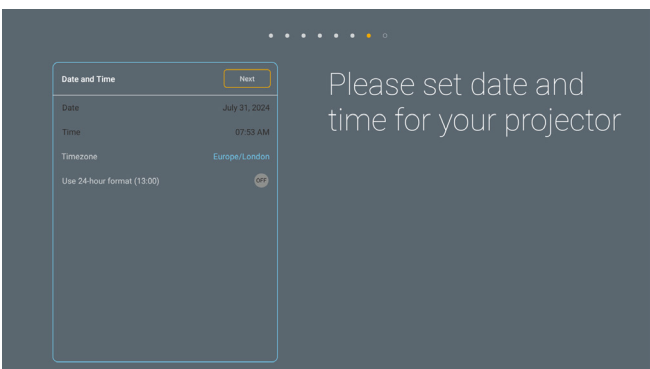 Date and Time
Next
Date
July 31, 2024
Time
07:53 AM
Timezone
Europe/London
Use 24-hour format (13:00)
OFF
Please set date and
time for your projector